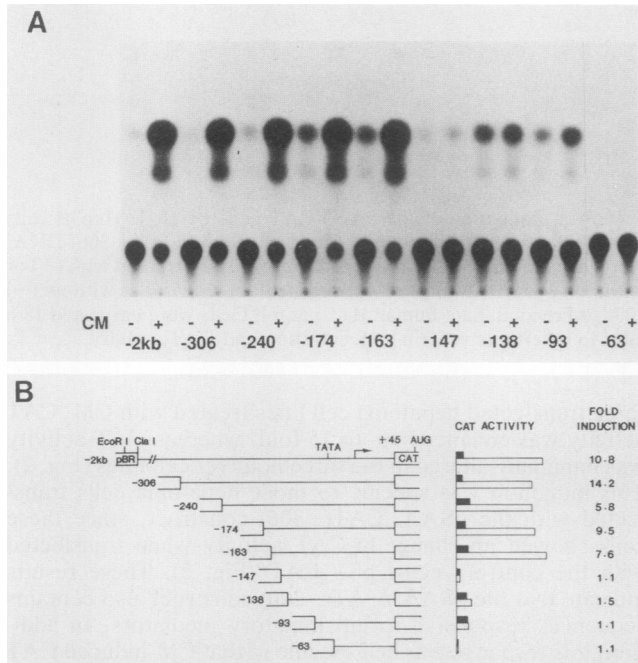 A
CM - + - + - + - + - + - + - + - + - +
-2kb -306 -240 -174 -163 -147 -138 -93 -63
B
CAT ACTIVITY
FOLD INDUCTION
EcoR I Cla I
TATA
+45 AUG
-2kb pBR CAT 10·8
-306 14·2
-240 5·8
-174 9·5
-163 7·6
-147 1·1
-138 1·5
-93 1·1
-63 1·1